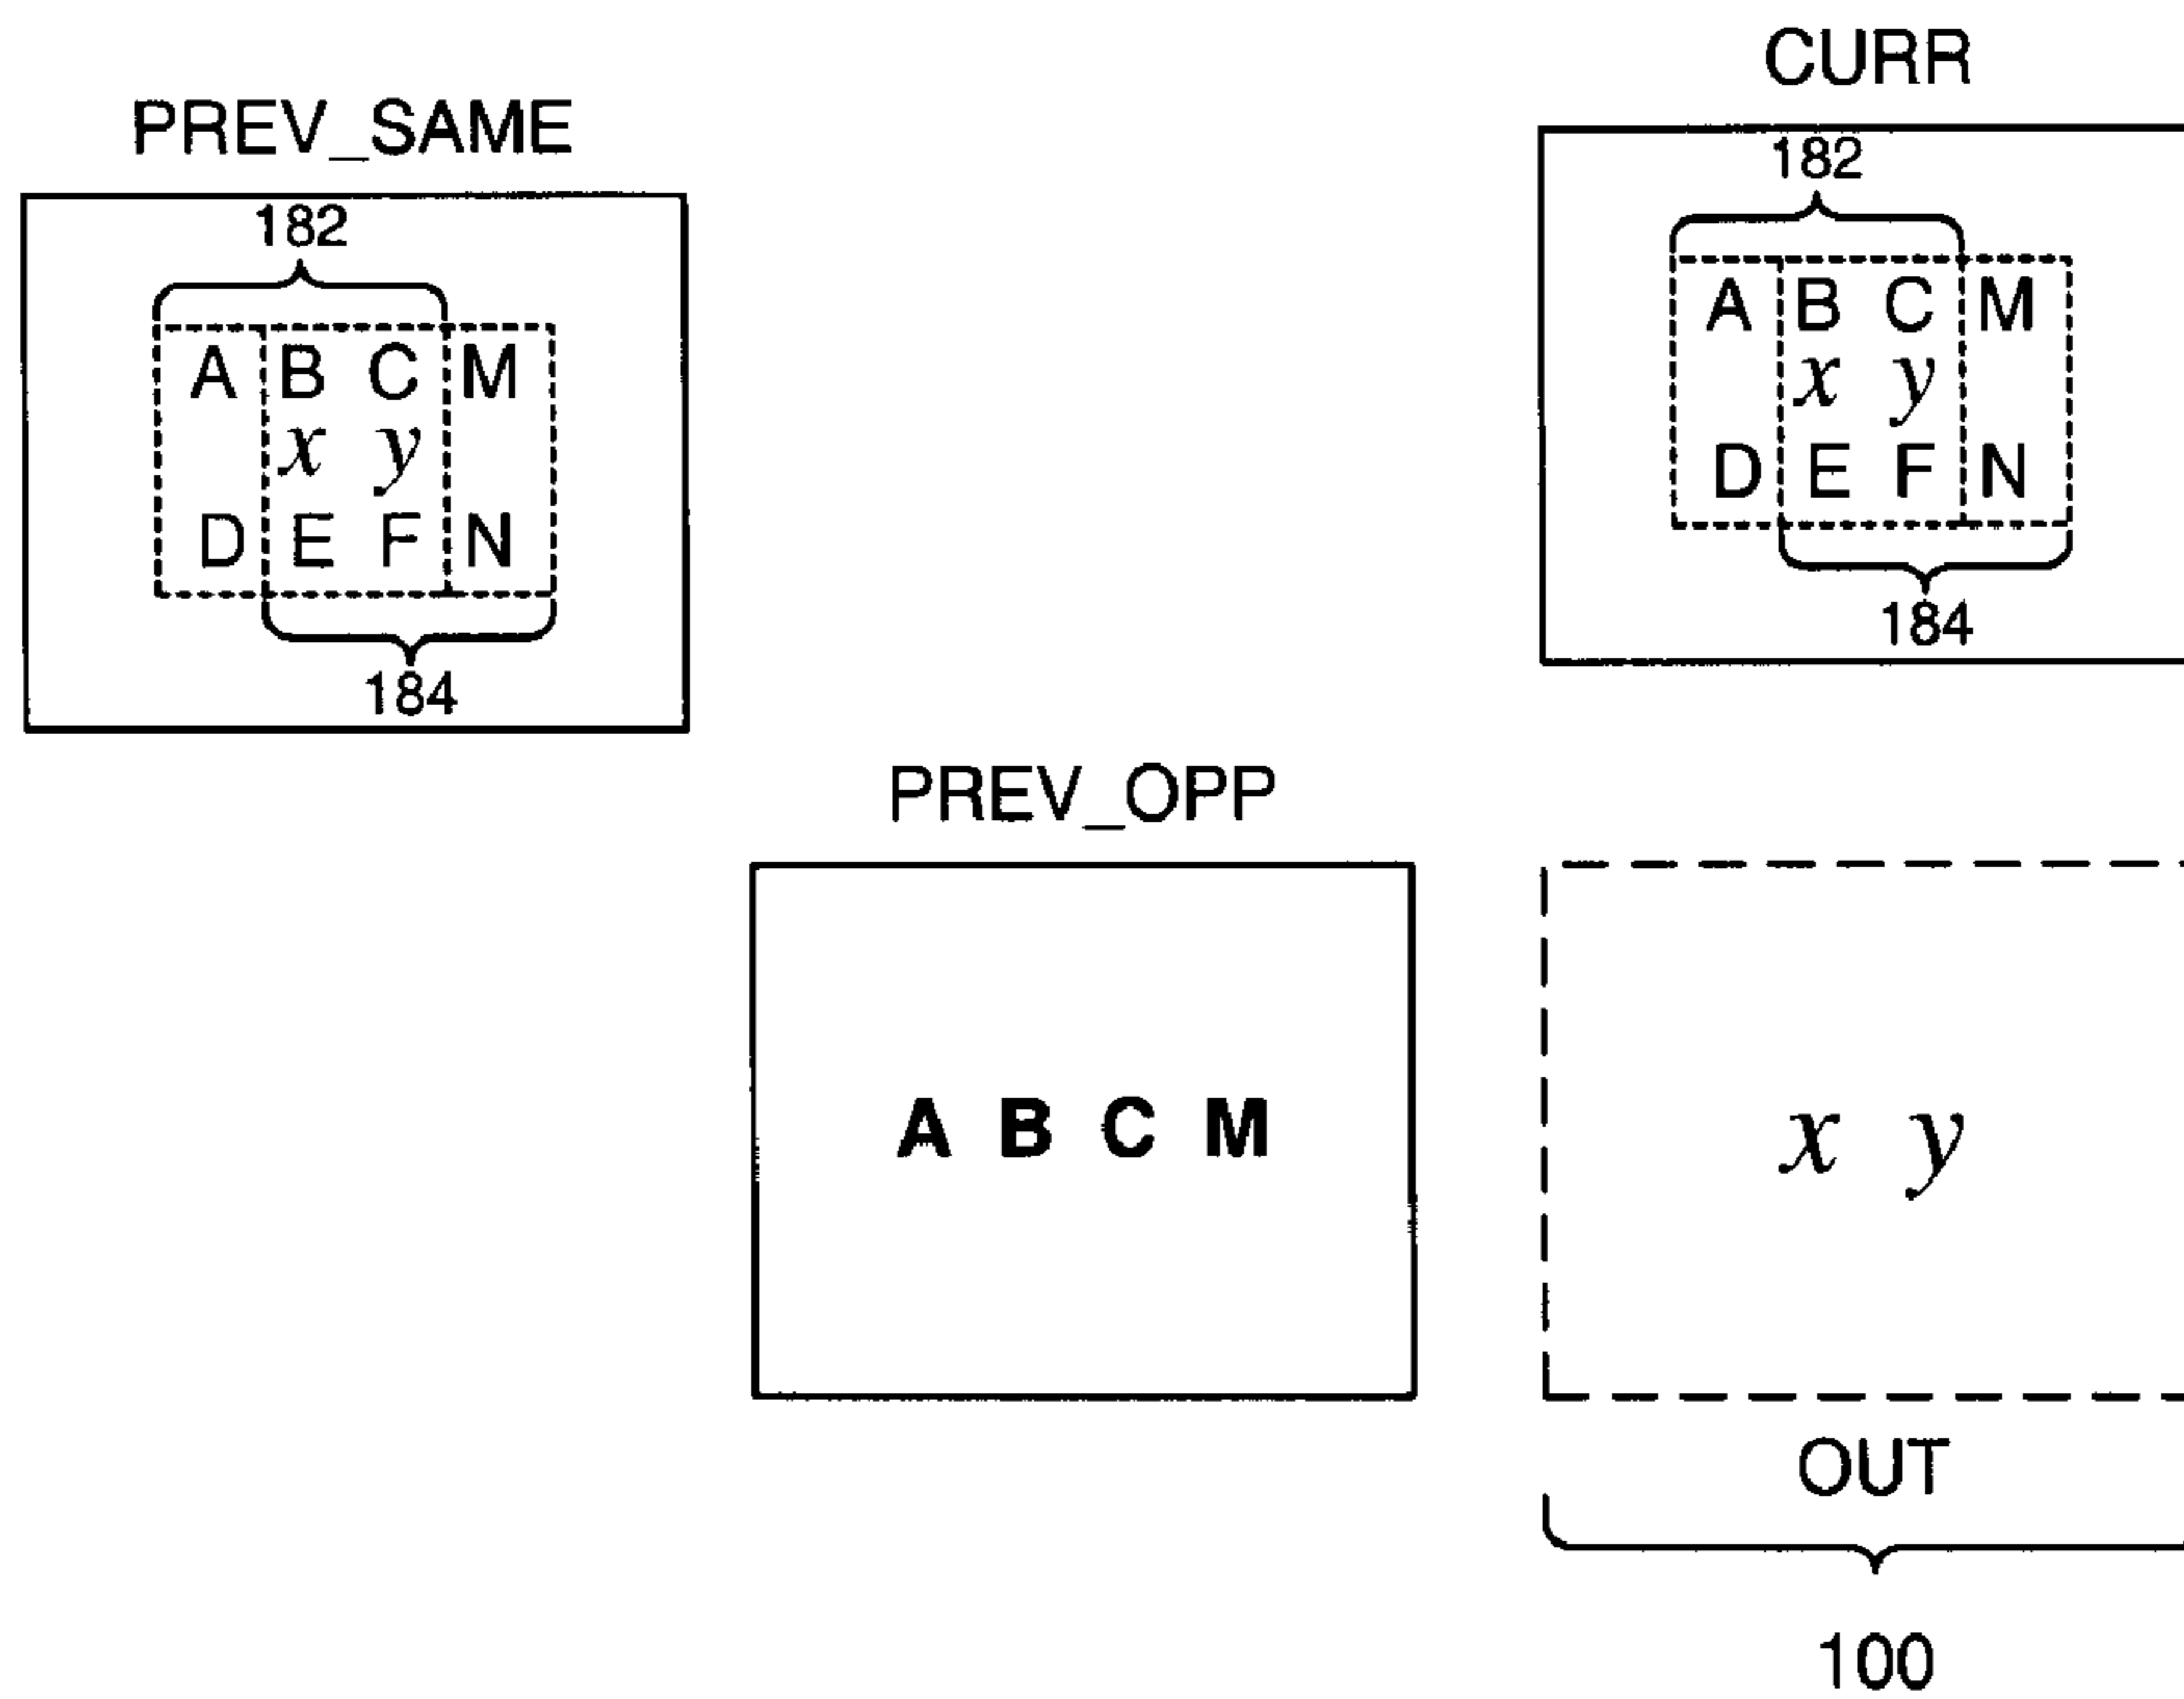 PREV_SAME
182
A B C M
x y
D E F N
184
CURR
182
A B C M
x y
D E F N
184
PREV_OPP
A B C M
x y
OUT
100